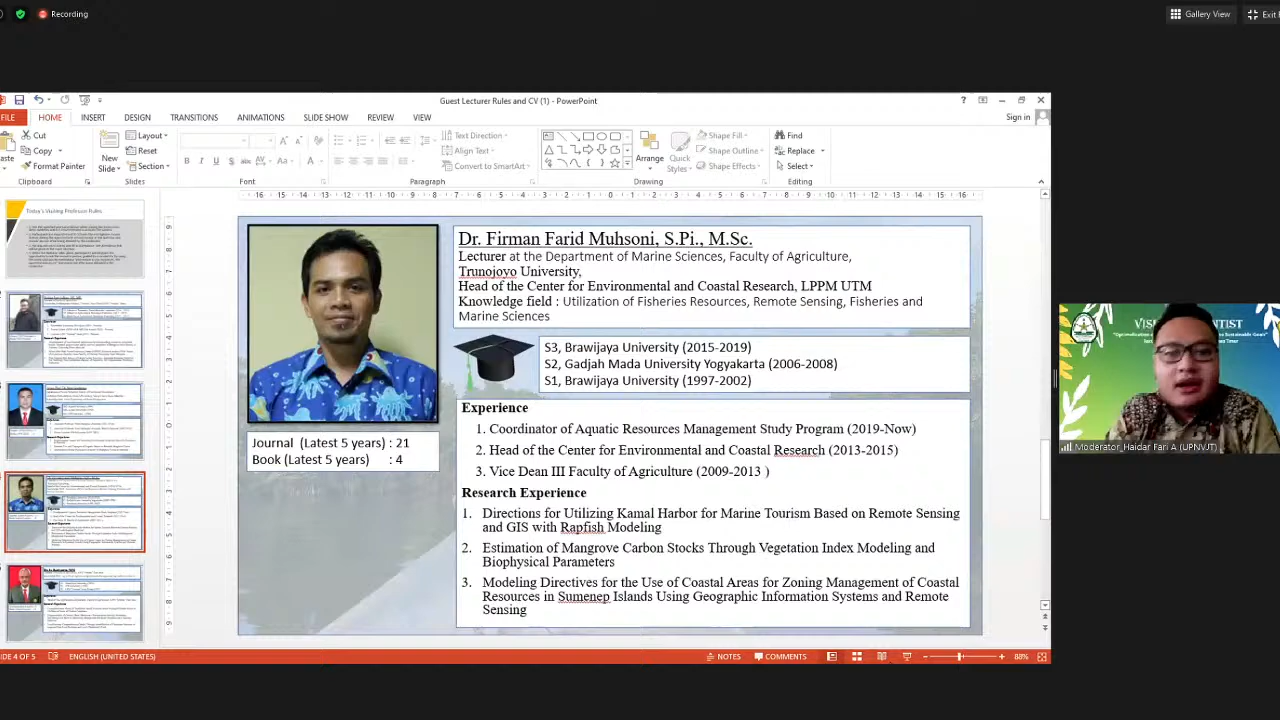 Recording
Gallery View
Exit
Guest Lecturer Rules and CV (1) - PowerPoint
FILE HOME INSERT DESIGN TRANSITIONS ANIMATIONS SLIDE SHOW REVIEW VIEW
Sign in
Cut
Copy
Format Painter
Clipboard
New
Slide
Layout
Reset
Section
Slides
Font
Text Direction
Align Text
Convert to SmartArt
Paragraph
Arrange
Quick
Styles
Shape Fill
Shape Outline
Shape Effects
Drawing
Find
Replace
Select
Editing
Today's Visiting Professor Rules
Lecturer at the Department of Marine Sciences, Faculty of Agriculture,
Trunojoyo University,
Head of the Center for Environmental and Coastal Research, LPPM UTM
Knowledge field : Utilization of Fisheries Resources, Remote Sensing, Fisheries and
Marine Sciences
S3, Brawijaya University (2015-2019)
S2, Gadjah Mada University Yogyakarta (2006-2008)
S1, Brawijaya University (1997-2002)
Journal (Latest 5 years) : 21
Book (Latest 5 years) : 4
Experience
1. Coordinator of Aquatic Resources Management Study Program (2019-Now)
2. Head of the Center for Environmental and Coastal Research (2013-2015)
3. Vice Dean III Faculty of Agriculture (2009-2013 )
Research Experience
1. Directions for Utilizing Kamal Harbor for Marine Tourism Based on Remote Sensing
and GIS with Rapfish Modeling
2. Estimation of Mangrove Carbon Stocks Through Vegetation Index Modeling and
Biophysical Parameters
3. Modeling Directives for the Use of Coastal Areas, Marine Management of Coastal
Resources in Sumenep Islands Using Geographic Information Systems and Remote
Sensing
Moderator_Haidar Fari A (UPNVJT)
SLIDE 4 OF 5
ENGLISH (UNITED STATES)
NOTES
COMMENTS
88%